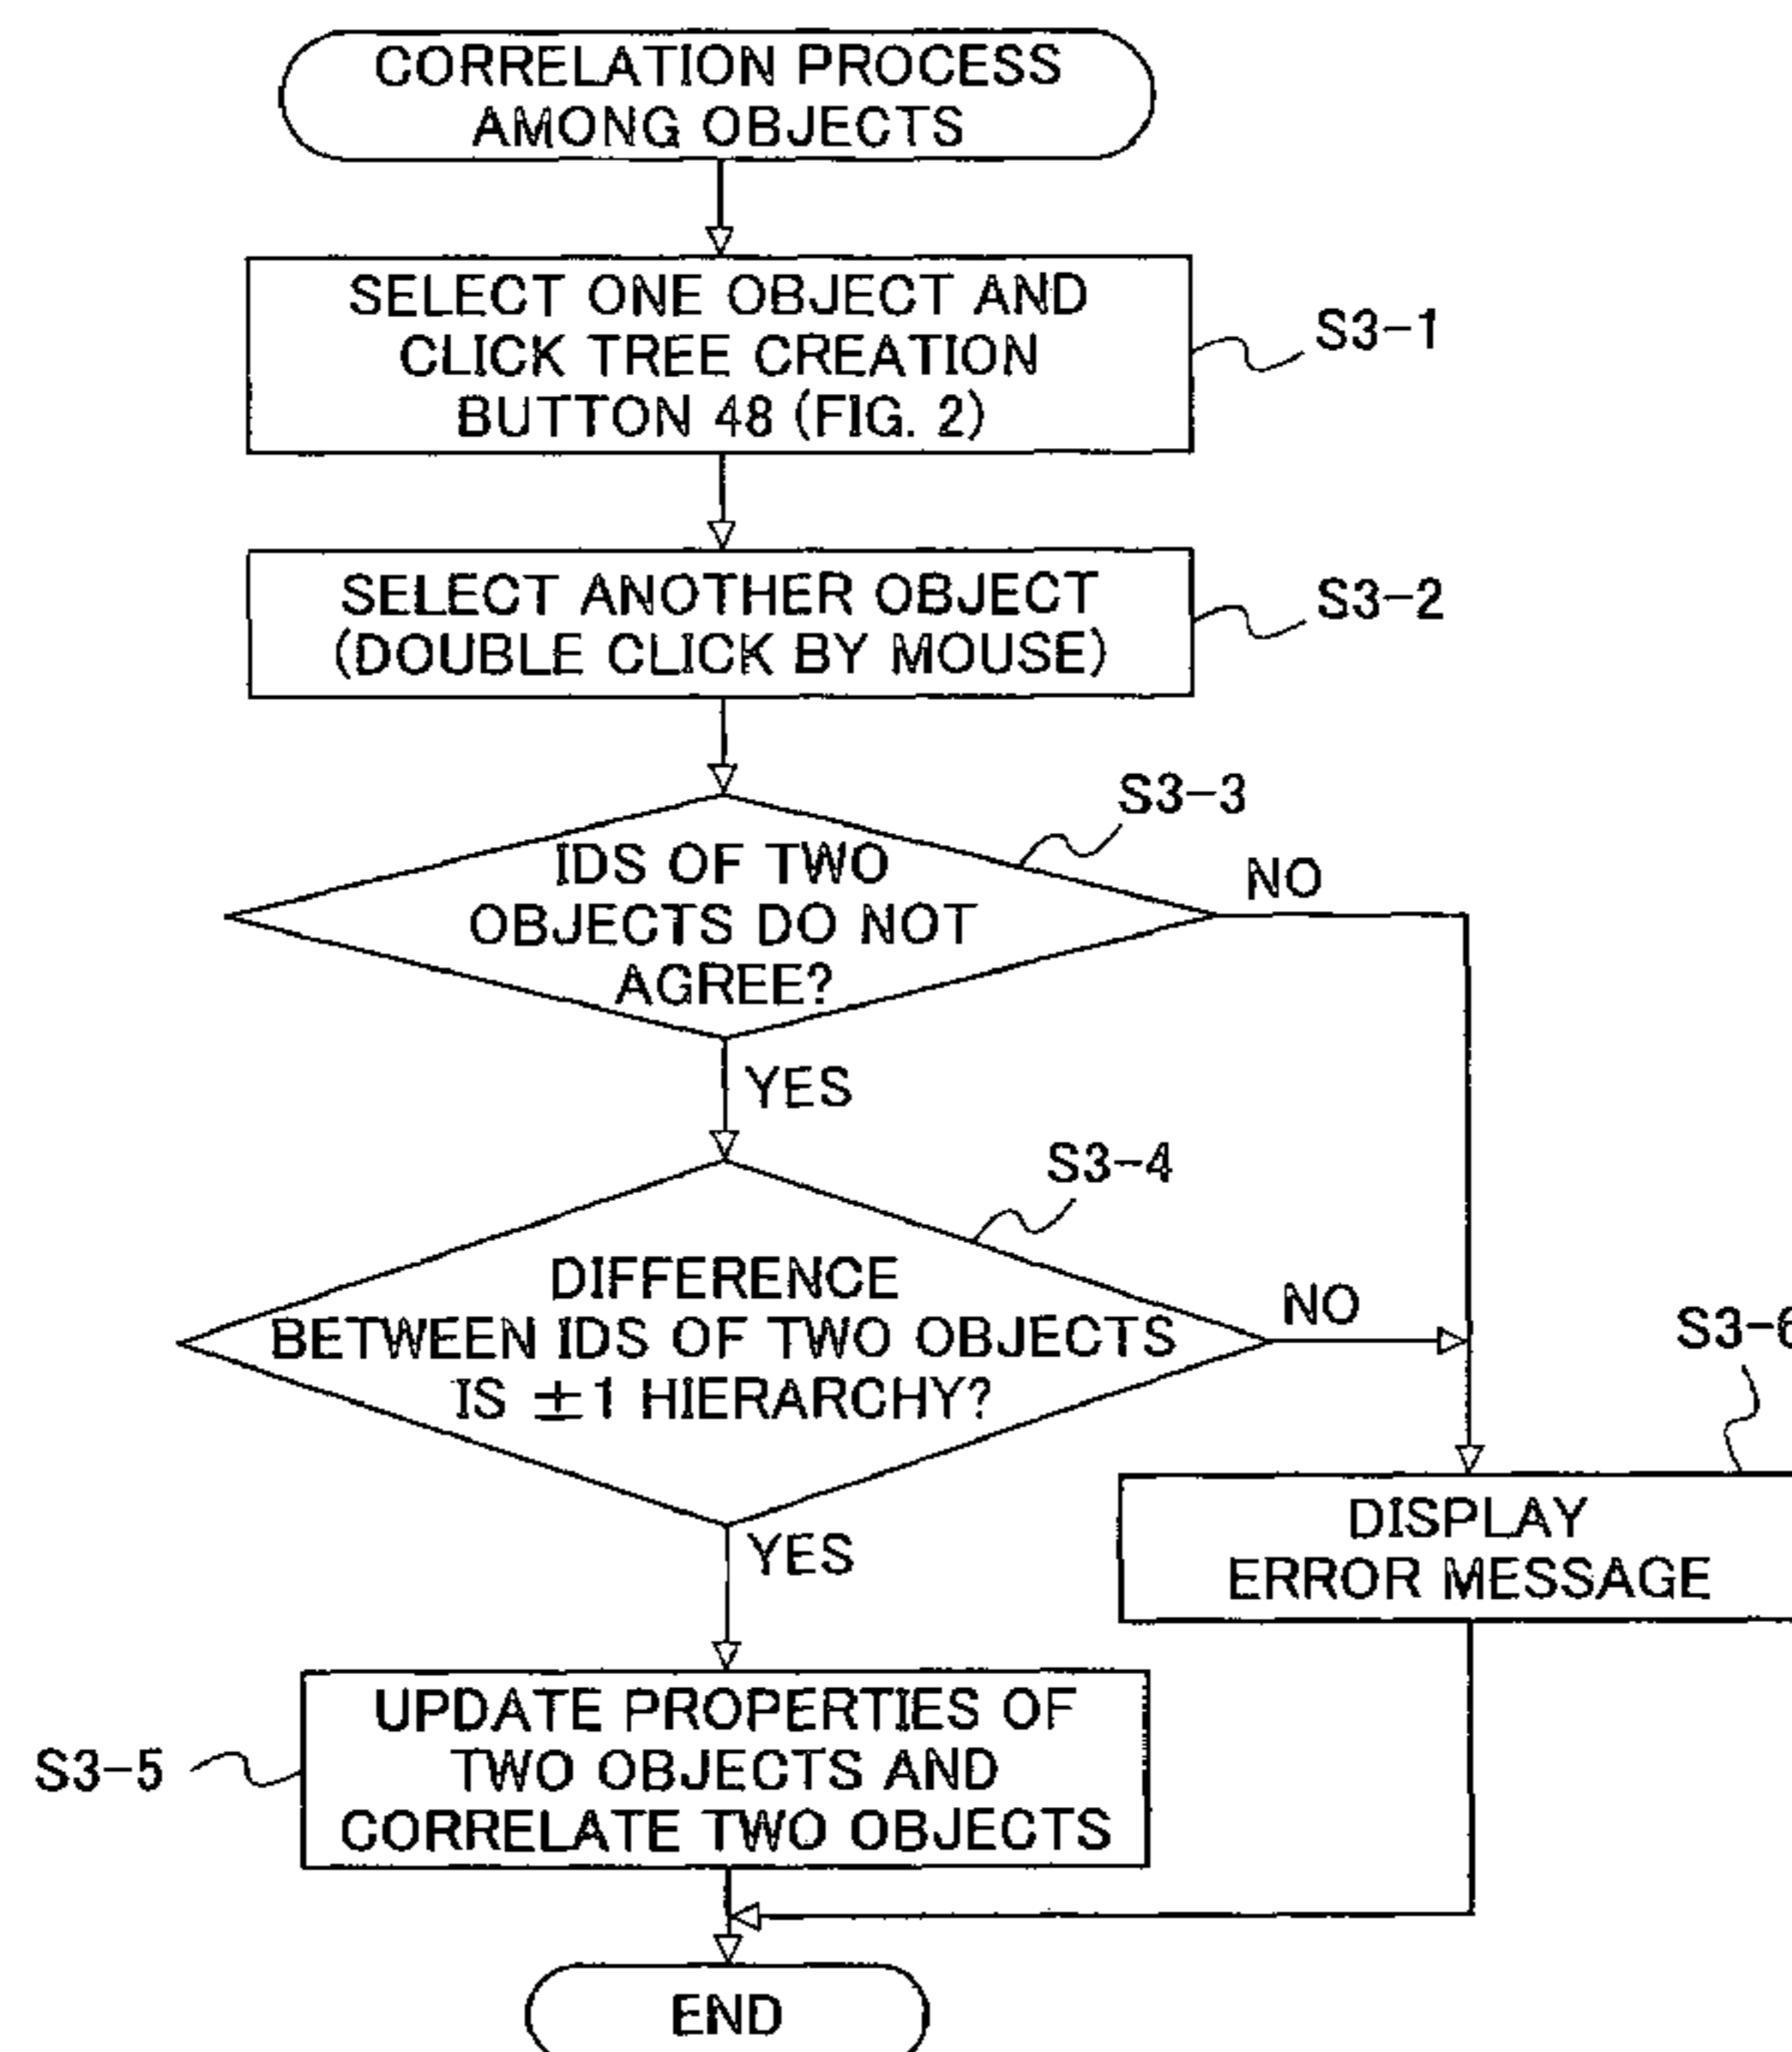 CORRELATION PROCESS
AMONG OBJECTS
SELECT ONE OBJECT AND
CLICK TREE CREATION
BUTTON 48 (FIG. 2)
S3-1
SELECT ANOTHER OBJECT
(DOUBLE CLICK BY MOUSE)
S3-2
S3-3
IDS OF TWO
OBJECTS DO NOT
AGREE?
NO
YES
S3-4
DIFFERENCE
BETWEEN IDS OF TWO OBJECTS
IS ±1 HIERARCHY?
NO
S3-6
YES
DISPLAY
ERROR MESSAGE
S3-5
UPDATE PROPERTIES OF
TWO OBJECTS AND
CORRELATE TWO OBJECTS
END